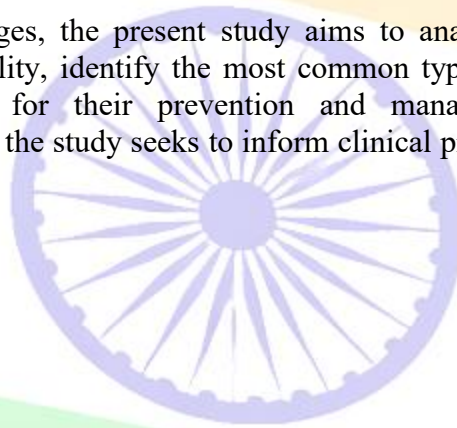 ges, the present study aims to ana
lity, identify the most common typ
for their prevention and mana
the study seeks to inform clinical p